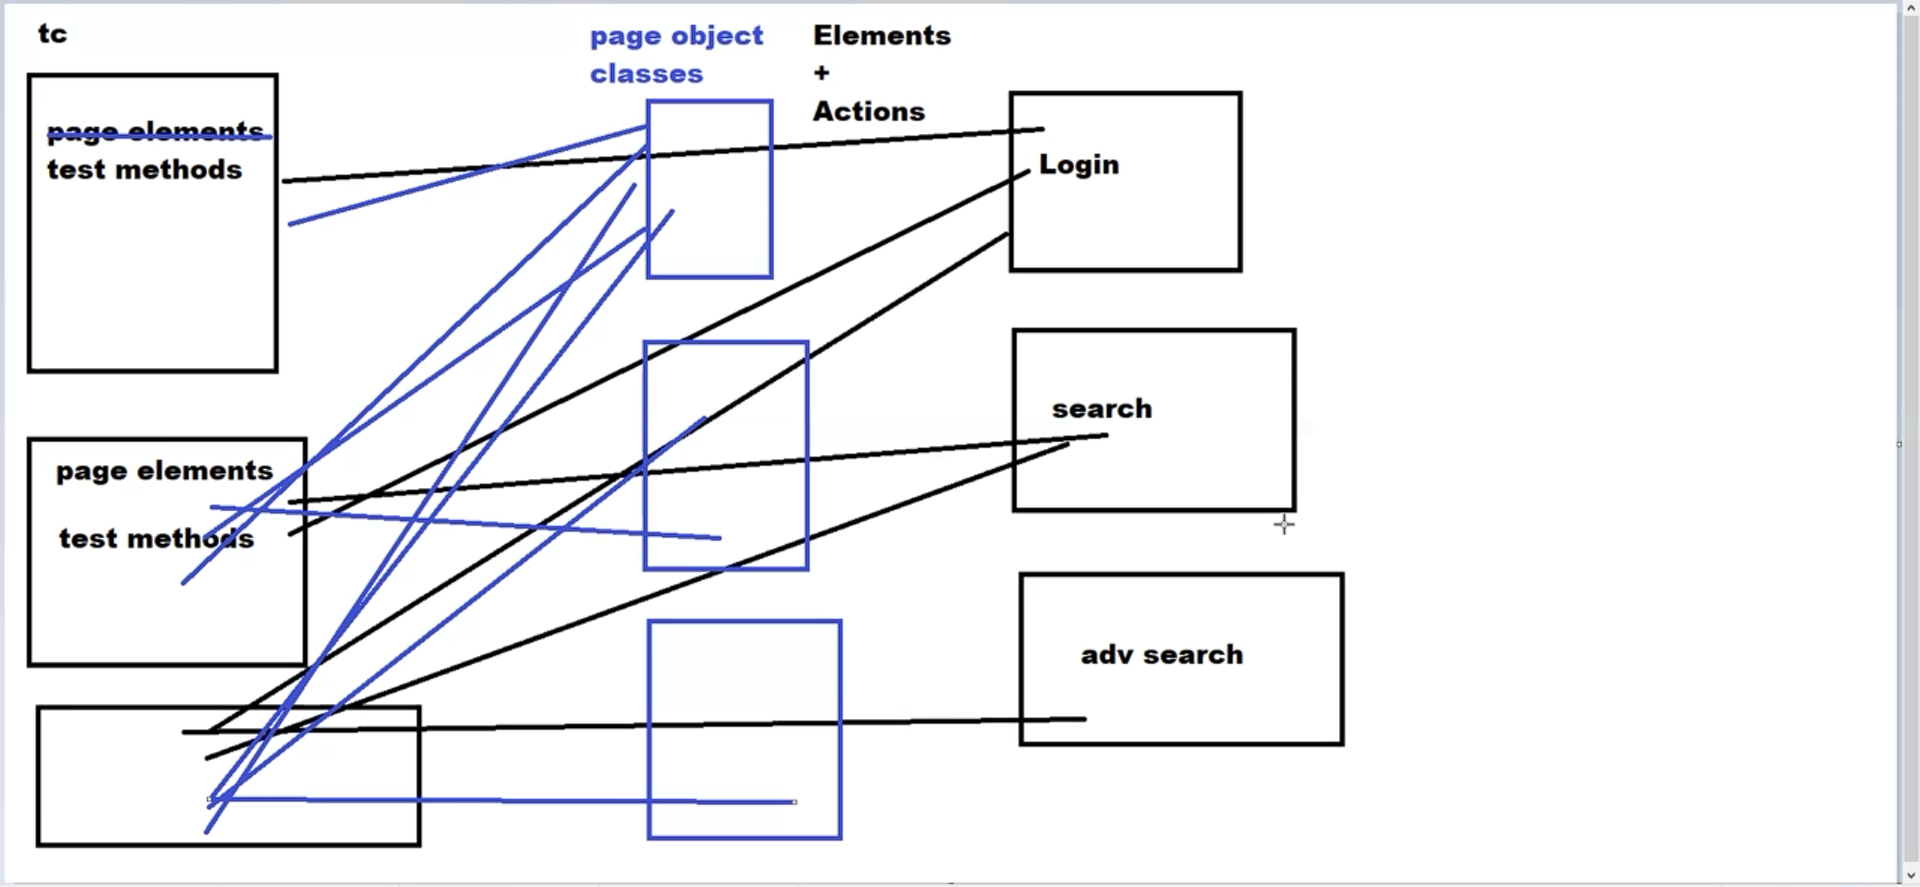 tc
page object
classes
Elements
+
Actions
page elements
test methods
Login
search
page elements
test methods
adv search